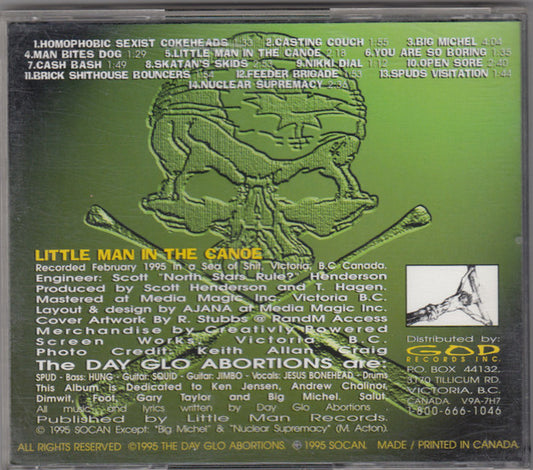 1.HOMOPHOBIC SEXIST COKEHEADS 1:33 2.CASTING COUCH 1:55 3.BIG MICHEL 4:04
4.MAN BITES DOG 1:29 5.LITTLE MAN IN THE CANOE 2:18 6.YOU ARE SO BORING 1:35
7.CASH BASH 1:49 8.SKATAN'S SKIDS 2:53 9.NIKKI DIAL 1:12 10.OPEN SORE 2:40
11.BRICK SHITHOUSE BOUNCERS 1:54 12.FEEDER BRIGADE 1:53 13.SPUDS VISITATION 1:44
14.NUCLEAR SUPREMACY 2:36
LITTLE MAN IN THE CANOE
Recorded February 1995 in a Sea of Shit, Victoria, B.C. Canada.
Engineer: Scott "North Stars Rule?" Henderson
Produced by Scott Henderson and T. Hagen.
Mastered at Media Magic Inc. Victoria B.C.
Layout & design by AJANA at Media Magic Inc.
Cover Artwork By R. Stubbs @ RandM Access
Merchandise by Creativity Powered
Screen Works Victoria B.C.
Photo Credit: Keith Allan Craig
The DAY GLO ABORTIONS are:
SPUD - Bass: HUNG - Guitar: SQUID - Guitar: JIMBO - Vocals: JESUS BONEHEAD - Drums
This Album is Dedicated to Ken Jensen, Andrew Chalinor,
Dimwit, Foot, Gary Taylor and Big Michel, Salut.
All music and lyrics written by Day Glo Abortions .
Published by Little Man Records.
© 1995 SOCAN Except: "Big Michel" & "Nuclear Supremacy" (M. Acton).
Distributed by:
GOD
RECORDS INC.
P.O. BOX 44132,
3170 TILLICUM RD.
VICTORIA, B.C.
CANADA V9A-7H7
1-800-666-1046
ALL RIGHTS RESERVED ©1995 THE DAY GLO ABORTIONS. ℗ 1995 SOCAN. MADE / PRINTED IN CANADA